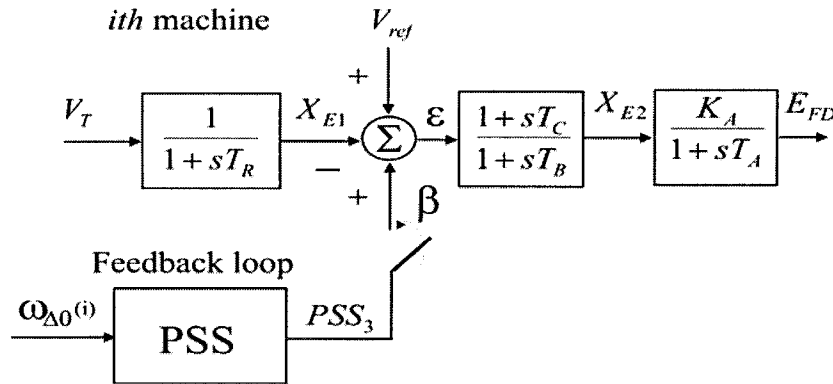 ith machine
V_ref
+
V_T
1
1 + sT_R
X_E1
Σ
ε
1 + sT_C
1 + sT_B
X_E2
K_A
1 + sT_A
E_FD
−
+
β
Feedback loop
ω_Δ0(i)
PSS
PSS_3